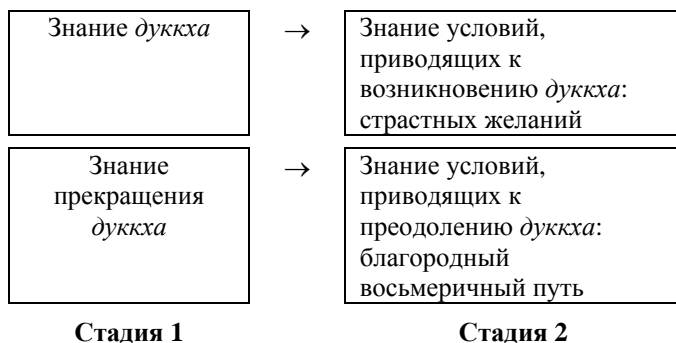 Знание дуккха
→
Знание условий,
приводящих к
возникновению дуккха:
страстных желаний
Знание
прекращения
дуккха
→
Знание условий,
приводящих к
преодолению дуккха:
благородный
восьмеричный путь
Стадия 1
Стадия 2